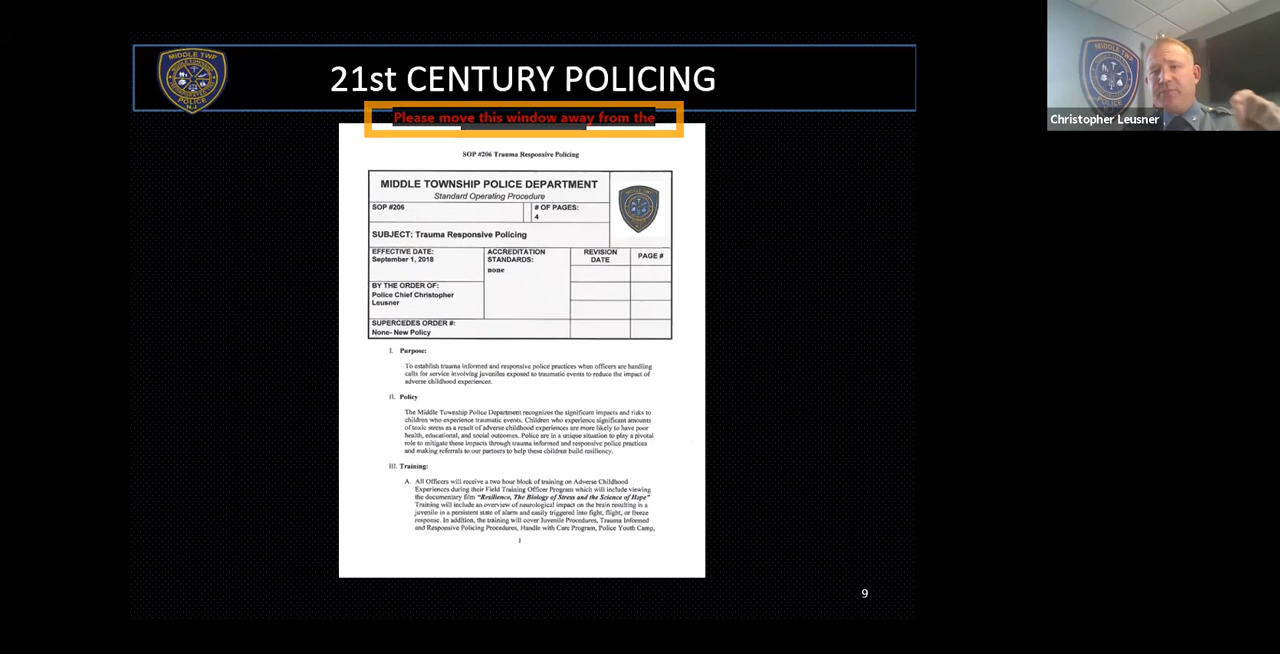 MIDDLE TWP
POLICE
N.J.
21st CENTURY POLICING
Please move this window away from the
Christopher Leusner
SOP #206 Trauma Responsive Policing
MIDDLE TOWNSHIP POLICE DEPARTMENT
Standard Operating Procedure
SOP #206
# OF PAGES:
4
SUBJECT: Trauma Responsive Policing
EFFECTIVE DATE:
September 1, 2018
ACCREDITATION
STANDARDS:
none
REVISION
DATE
PAGE #
BY THE ORDER OF:
Police Chief Christopher
Leusner
SUPERCEDES ORDER #:
None- New Policy
I. Purpose:
To establish trauma informed and responsive police practices when officers are handling
calls for service involving juveniles exposed to traumatic events to reduce the impact of
adverse childhood experiences.
II. Policy
The Middle Township Police Department recognizes the significant impacts and risks to
children who experience traumatic events. Children who experience significant amounts
of toxic stress as a result of adverse childhood experiences are more likely to have poor
health, educational, and social outcomes. Police are in a unique situation to play a pivotal
role to mitigate these impacts through trauma informed and responsive police practices
and making referrals to our partners to help these children build resiliency.
III. Training:
A. All Officers will receive a two hour block of training on Adverse Childhood
Experiences during their Field Training Officer Program which will include viewing
the documentary film "Resilience, The Biology of Stress and the Science of Hope"
Training will include an overview of neurological impact on the brain resulting in a
juvenile in a persistent state of alarm and easily triggered into fight, flight, or freeze
response. In addition, the training will cover Juvenile Procedures, Trauma Informed
and Responsive Policing Procedures, Handle with Care Program, Police Youth Camp,
1
9